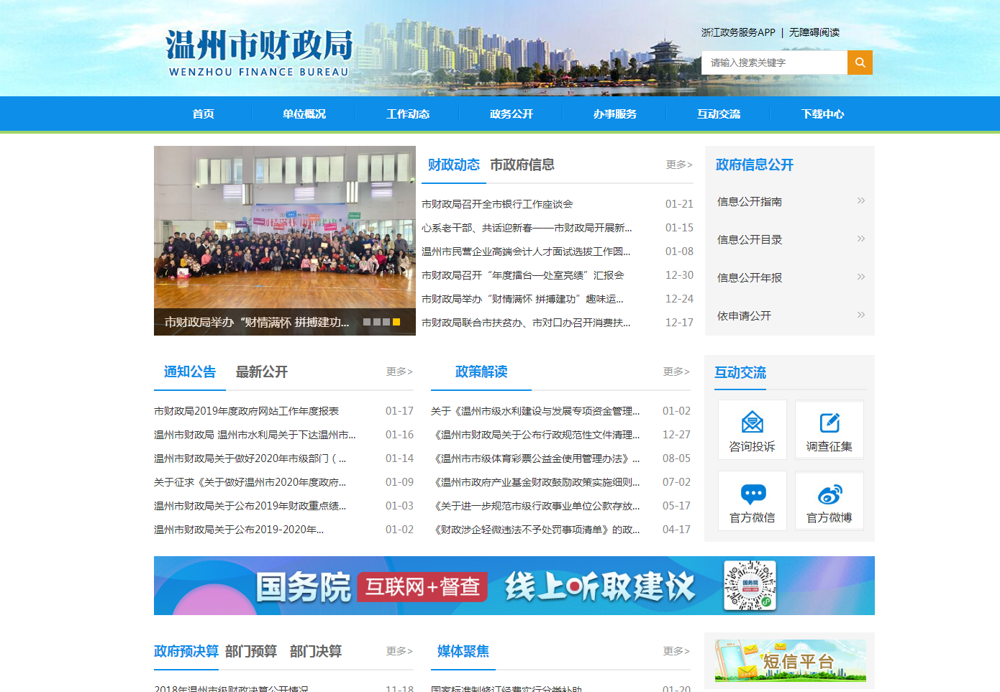 温州市财政局
WENZHOU FINANCE BUREAU
浙江政务服务APP | 无障碍阅读
请输入搜索关键字
首页 单位概况 工作动态 政务公开 办事服务 互动交流 下载中心
市财政局举办“财情满怀 拼搏建功...
财政动态 市政府信息 更多>
市财政局召开全市银行工作座谈会 01-21
心系老干部、共话迎新春——市财政局开展新... 01-15
温州市民营企业高端会计人才面试选拔工作圆... 01-08
市财政局召开“年度擂台—处室亮绩”汇报会 12-30
市财政局举办“财情满怀 拼搏建功”趣味运... 12-24
市财政局联合市扶贫办、市对口办召开消费扶... 12-17
政府信息公开
信息公开指南 >>
信息公开目录 >>
信息公开年报 >>
依申请公开 >>
通知公告 最新公开 更多>
市财政局2019年度政府网站工作年度报表 01-17
温州市财政局 温州市水利局关于下达温州市... 01-16
温州市财政局关于做好2020年市级部门（... 01-14
关于征求《关于做好温州市2020年度政府... 01-09
温州市财政局关于公布2019年财政重点绩... 01-03
温州市财政局关于公布2019-2020年... 01-02
政策解读 更多>
关于《温州市级水利建设与发展专项资金管理... 01-02
《温州市财政局关于公布行政规范性文件清理... 12-27
《温州市市级体育彩票公益金使用管理办法》... 08-05
《温州市政府产业基金财政鼓励政策实施细则... 07-02
《关于进一步规范市级行政事业单位公款存放... 05-17
《财政涉企轻微违法不予处罚事项清单》的政... 04-17
互动交流
咨询投诉 调查征集
官方微信 官方微博
国务院 互联网+督查 线上听取建议
国务院
政府预决算 部门预算 部门决算 更多>
2018年温州市级财政决算公开情况 11-18
媒体聚焦 更多>
国家标准制修订经费实行分类补助 01-20
短信平台